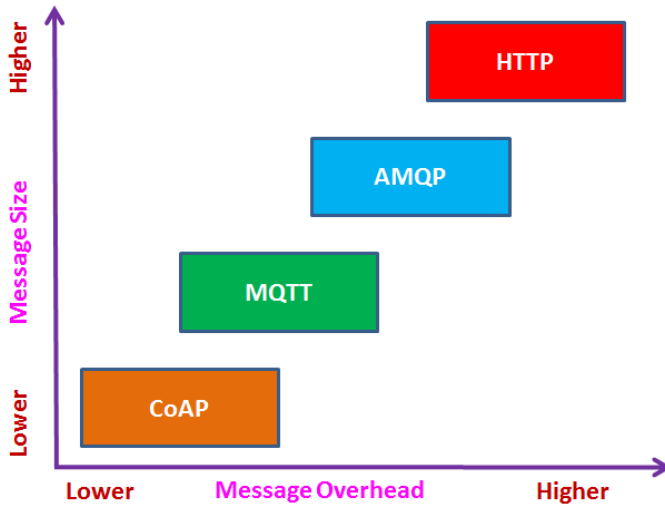 Higher
HTTP
AMQP
Message Size
MQTT
CoAP
Lower
Lower Message Overhead Higher